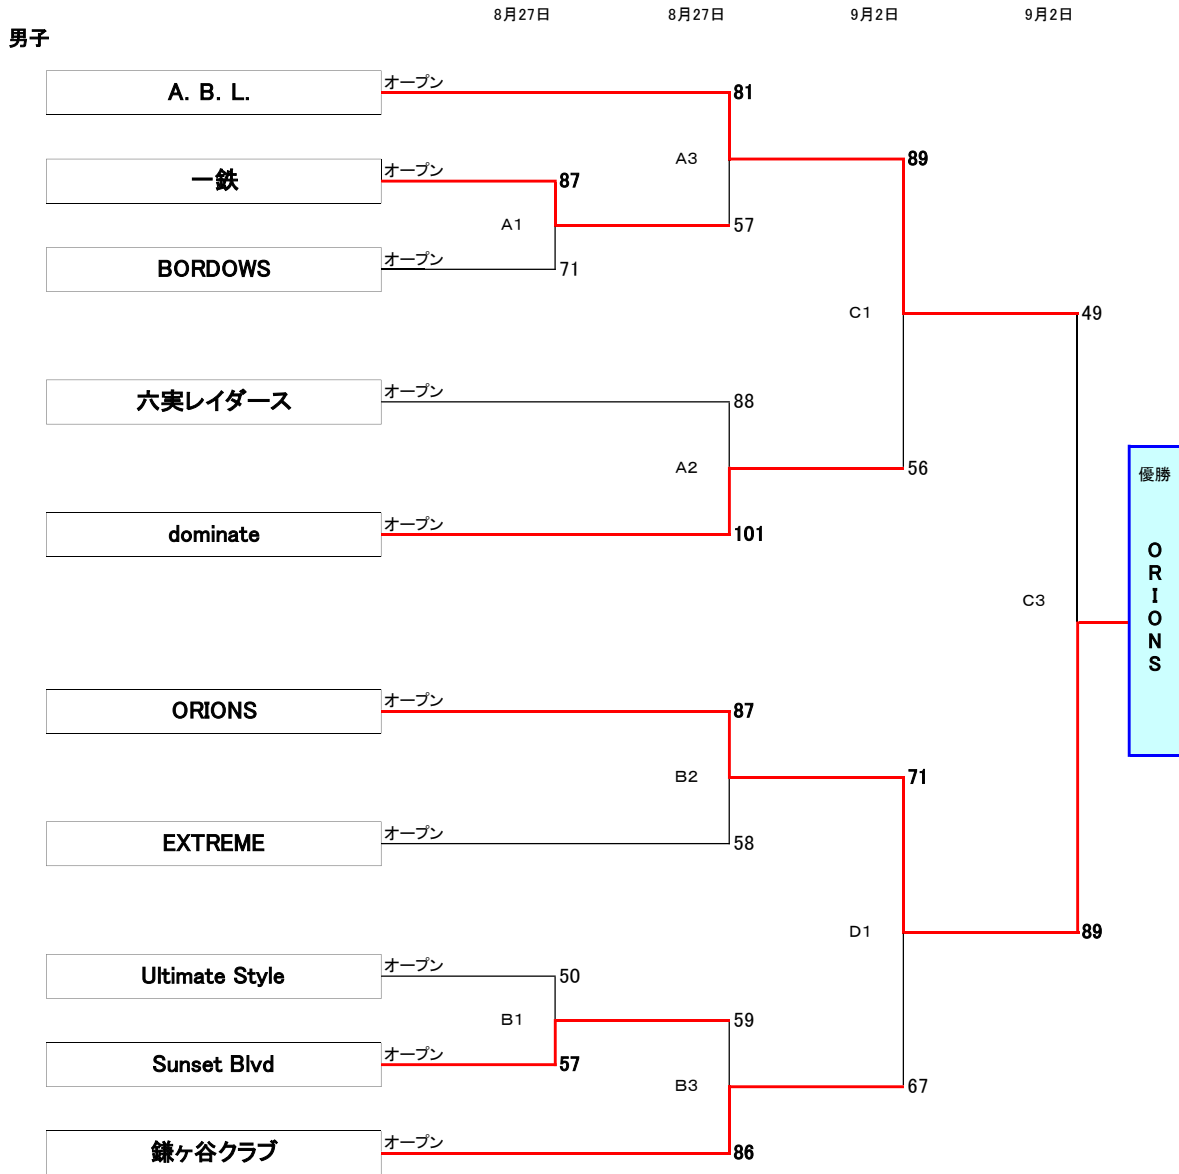 8月27日 8月27日 9月2日 9月2日
男子
A. B. L. オープン 81
A3 89
一鉄 オープン 87
A1 57
BORDOWS オープン 71
C1 49
六実レイダース オープン 88
A2 56
優勝
dominate オープン 101
ORIONS
C3
ORIONS オープン 87
B2 71
EXTREME オープン 58
D1 89
Ultimate Style オープン 50
B1 59
Sunset Blvd オープン 57
B3 67
鎌ヶ谷クラブ オープン 86